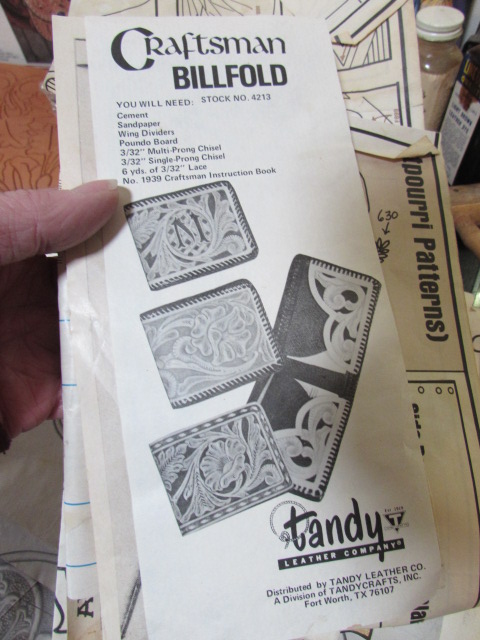 Craftsman
BILLFOLD
YOU WILL NEED: STOCK NO. 4213
Cement
Sandpaper
Wing Dividers
Poundo Board
3/32" Multi-Prong Chisel
3/32" Single-Prong Chisel
6 yds. of 3/32" Lace
No. 1939 Craftsman Instruction Book
N
tandy
LEATHER COMPANY
Distributed by TANDY LEATHER CO.
A Division of TANDYCRAFTS, INC.
Fort Worth, TX 76107
630
pourri Patterns)